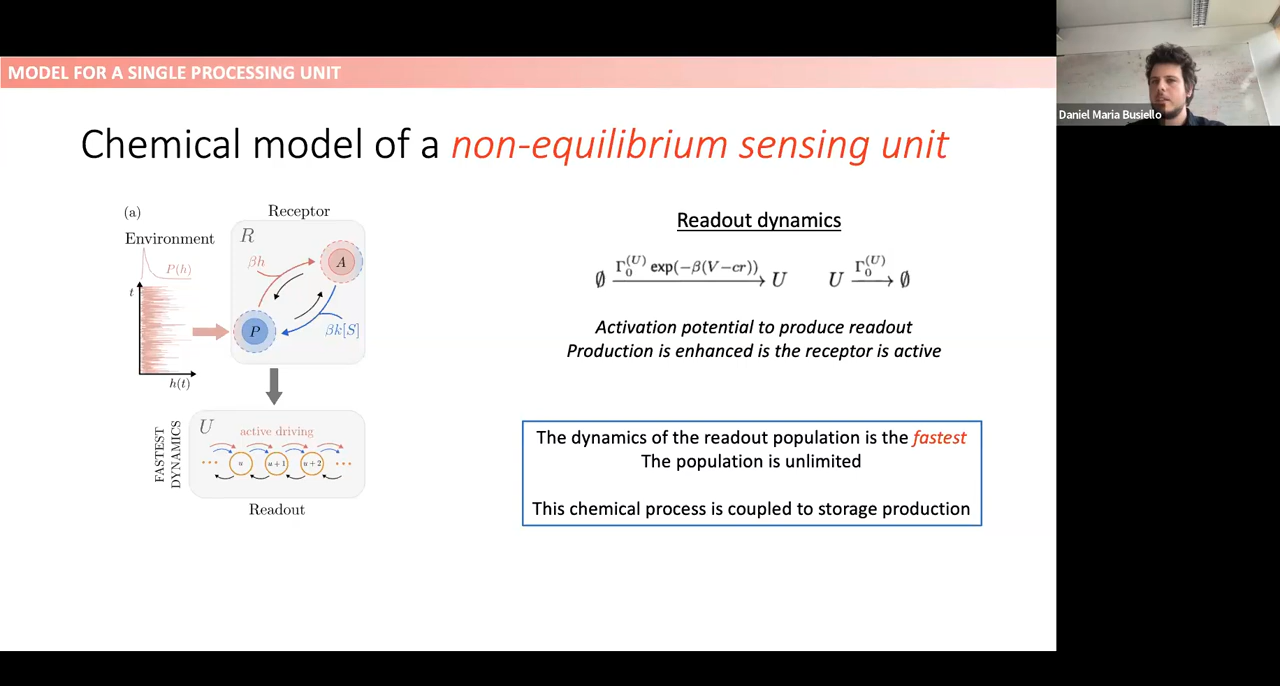 MODEL FOR A SINGLE PROCESSING UNIT
Daniel Maria Busiello
Chemical model of a non-equilibrium sensing unit
(a)
Receptor
Environment
P(h)
t
h(t)
R
βh
A
P
βk[S]
FASTEST
DYNAMICS
U
active driving
··· u u + 1 u + 2 ···
Readout
Readout dynamics
∅ Γ₀^(U) exp(−β(V−cr)) → U U Γ₀^(U) → ∅
Activation potential to produce readout
Production is enhanced is the receptor is active
The dynamics of the readout population is the fastest
The population is unlimited
This chemical process is coupled to storage production